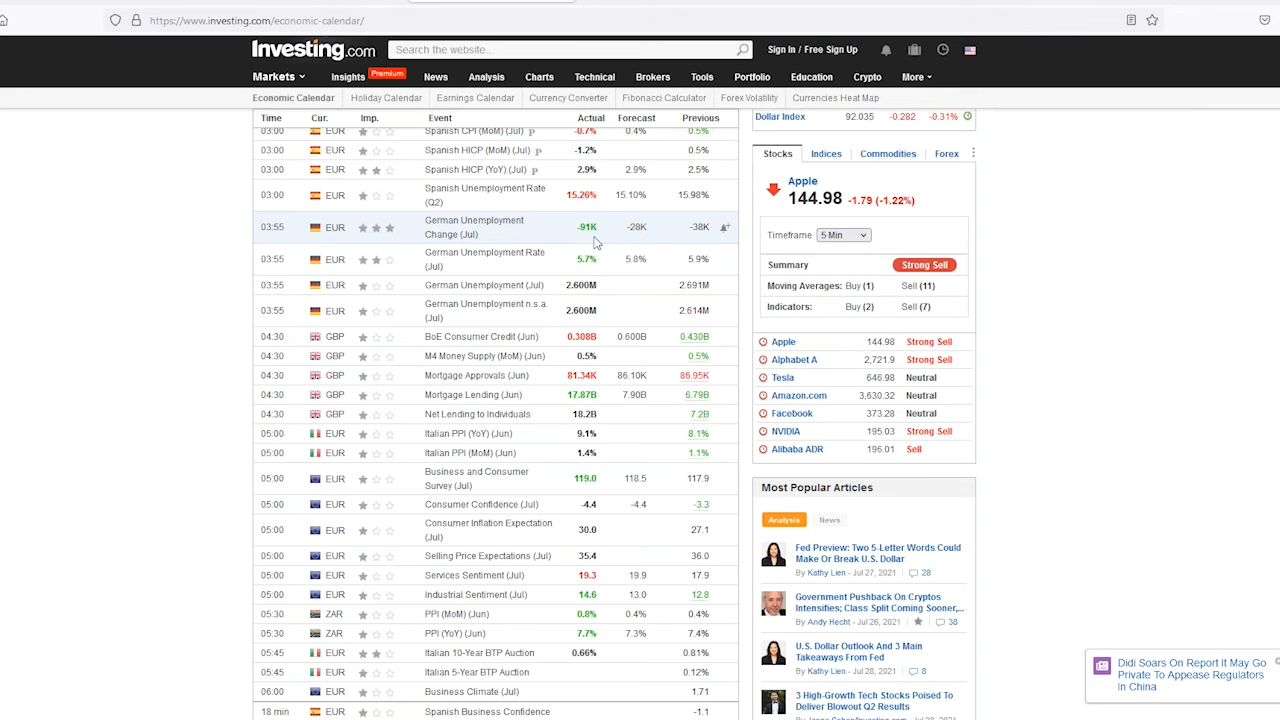 https://www.investing.com/economic-calendar/
Investing.com
Search the website...
Sign In / Free Sign Up
Markets
Insights
Premium
News
Analysis
Charts
Technical
Brokers
Tools
Portfolio
Education
Crypto
More
Economic Calendar
Holiday Calendar
Earnings Calendar
Currency Converter
Fibonacci Calculator
Forex Volatility
Currencies Heat Map
Time Cur. Imp. Event Actual Forecast Previous
03:00 EUR Spanish CPI (MoM) (Jul) P -0.7% 0.4% 0.5%
03:00 EUR Spanish HICP (MoM) (Jul) P -1.2% 0.5%
03:00 EUR Spanish HICP (YoY) (Jul) P 2.9% 2.9% 2.5%
03:00 EUR Spanish Unemployment Rate 15.26% 15.10% 15.98%
(Q2)
03:55 EUR German Unemployment -91K -28K -38K
Change (Jul)
03:55 EUR German Unemployment Rate 5.7% 5.8% 5.9%
(Jul)
03:55 EUR German Unemployment (Jul) 2.600M 2.691M
03:55 EUR German Unemployment n.s.a. 2.600M 2.614M
(Jul)
04:30 GBP BoE Consumer Credit (Jun) 0.308B 0.600B 0.430B
04:30 GBP M4 Money Supply (MoM) (Jun) 0.5% 0.5%
04:30 GBP Mortgage Approvals (Jun) 81.34K 86.10K 86.95K
04:30 GBP Mortgage Lending (Jun) 17.87B 7.90B 6.79B
04:30 GBP Net Lending to Individuals 18.2B 7.2B
05:00 EUR Italian PPI (YoY) (Jun) 9.1% 8.1%
05:00 EUR Italian PPI (MoM) (Jun) 1.4% 1.1%
05:00 EUR Business and Consumer 119.0 118.5 117.9
Survey (Jul)
05:00 EUR Consumer Confidence (Jul) -4.4 -4.4 -3.3
05:00 EUR Consumer Inflation Expectation 30.0 27.1
(Jul)
05:00 EUR Selling Price Expectations (Jul) 35.4 36.0
05:00 EUR Services Sentiment (Jul) 19.3 19.9 17.9
05:00 EUR Industrial Sentiment (Jul) 14.6 13.0 12.8
05:30 ZAR PPI (MoM) (Jun) 0.8% 0.4% 0.4%
05:30 ZAR PPI (YoY) (Jun) 7.7% 7.3% 7.4%
05:45 EUR Italian 10-Year BTP Auction 0.66% 0.81%
05:45 EUR Italian 5-Year BTP Auction 0.12%
06:00 EUR Business Climate (Jul) 1.71
18 min EUR Spanish Business Confidence -1.1
Dollar Index 92.035 -0.282 -0.31%
Stocks Indices Commodities Forex
Apple
144.98 -1.79 (-1.22%)
Timeframe 5 Min
Summary Strong Sell
Moving Averages: Buy (1) Sell (11)
Indicators: Buy (2) Sell (7)
Apple 144.98 Strong Sell
Alphabet A 2,721.9 Strong Sell
Tesla 646.98 Neutral
Amazon.com 3,630.32 Neutral
Facebook 373.28 Neutral
NVIDIA 195.03 Strong Sell
Alibaba ADR 196.01 Sell
Most Popular Articles
Analysis News
Fed Preview: Two 5-Letter Words Could
Make Or Break U.S. Dollar
By Kathy Lien - Jul 27, 2021 28
Government Pushback On Cryptos
Intensifies; Class Split Coming Sooner,...
By Andy Hecht - Jul 26, 2021 38
U.S. Dollar Outlook And 3 Main
Takeaways From Fed
By Kathy Lien - Jul 28, 2021 8
3 High-Growth Tech Stocks Poised To
Deliver Blowout Q2 Results
Didi Soars On Report It May Go
Private To Appease Regulators
In China